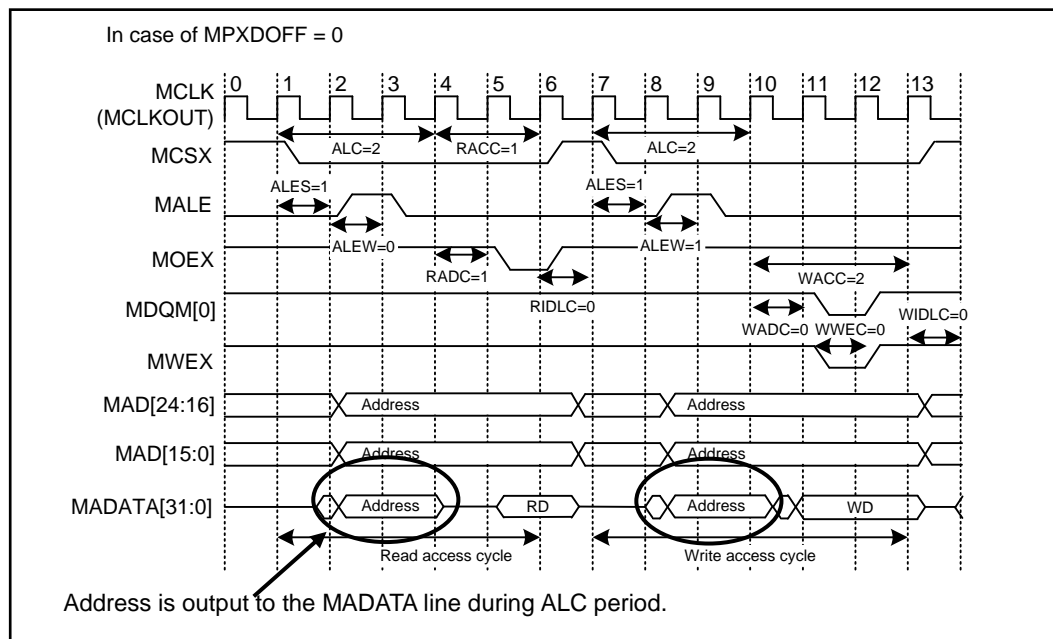 In case of MPXDOFF = 0
0 1 2 3 4 5 6 7 8 9 10 11 12 13
MCLK
(MCLKOUT)
ALC=2 RACC=1 ALC=2
MCSX
ALES=1 ALES=1
MALE
ALEW=0 ALEW=1
MOEX
RADC=1 WACC=2
RIDLC=0
MDQM[0]
WADC=0 WWEC=0 WIDLC=0
MWEX
MAD[24:16] Address Address
MAD[15:0] Address Address
MADATA[31:0] Address RD Address WD
Read access cycle Write access cycle
Address is output to the MADATA line during ALC period.